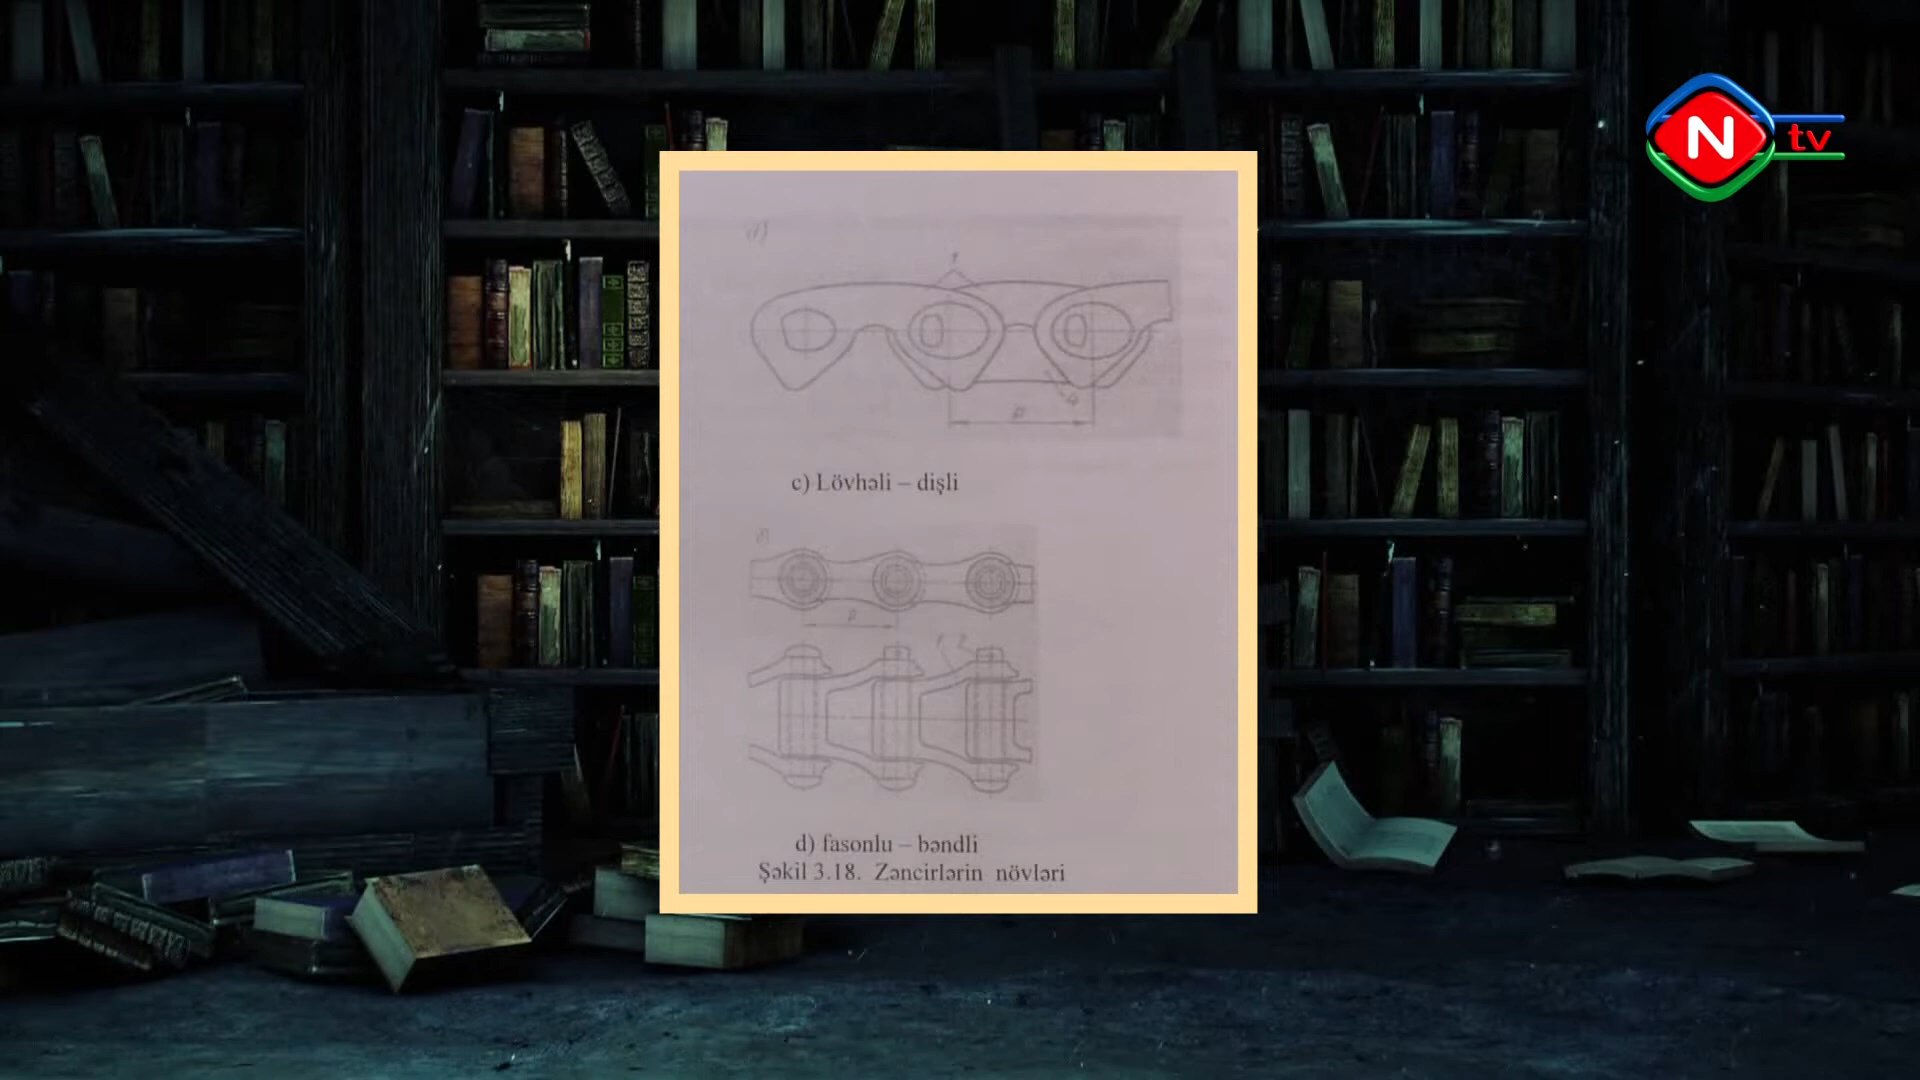 N tv
c) Lövhəli – dişli
p
d) fasonlu – bəndli
Şəkil 3.18. Zəncirlərin növləri